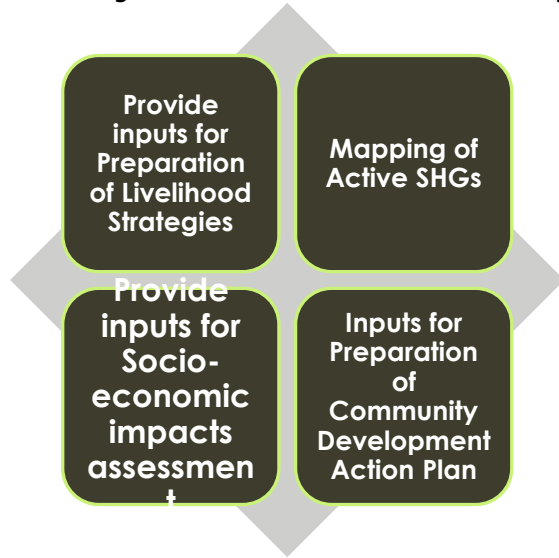 Provide
inputs for
Preparation
of Livelihood
Strategies
Mapping of
Active SHGs
Provide
inputs for
Socio-
economic
impacts
assessmen
t
Inputs for
Preparation
of
Community
Development
Action Plan